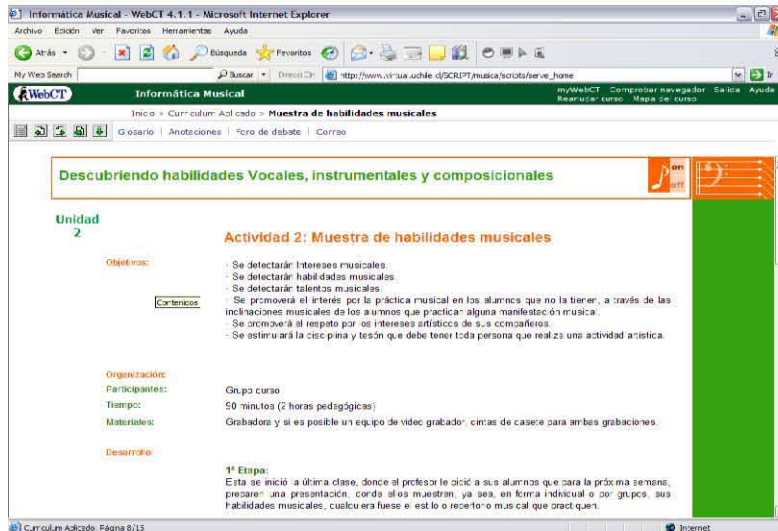 Informática Musical - WebCT 4.1.1 - Microsoft Internet Explorer
Archivo Edición Ver Favoritos Herramientas Ayuda
Atrás Búsqueda Favoritos
My Web Search Buscar http://www.virtual.uchile.cl/SCRIPT/musica/scripts/serve_home Ir
WebCT Informática Musical myWebCT Comprobar navegador Salida Ayuda
Reanudar curso Mapa del curso
Inicio > Curriculum Aplicado > Muestra de habilidades musicales
Glosario | Anotaciones | Foro de debate | Correo
Descubriendo habilidades Vocales, instrumentales y composicionales
on
off
Unidad
2
Actividad 2: Muestra de habilidades musicales
Objetivos:
- Se detectarán Intereses musicales.
- Se detectarán habilidades musicales.
- Se detectarán talentos musicales.
Contenidos
- Se promoverá el interés por la práctica musical en los alumnos que no la tienen, a través de las
inclinaciones musicales de los alumnos que practican alguna manifestación musical.
- Se promoverá el respeto por los intereses artísticos de sus compañeros.
- Se estimulará la disciplina y tesón que debe tener toda persona que realiza una actividad artística.
Organización:
Participantes: Grupo curso
Tiempo: 90 minutos (2 horas pedagógicas)
Materiales: Grabadora y si es posible un equipo de video grabador, cintas de casete para ambas grabaciones.
Desarrollo:
1ª Etapa:
Esta se inició la última clase, donde el profesor le pidió a sus alumnos que para la próxima semana,
preparen una presentación, donde ellos muestren, ya sea, en forma individual o por grupos, sus
habilidades musicales, cualquiera fuese el estilo o repertorio musical que practiquen.
Curriculum Aplicado Página 8/15 Internet